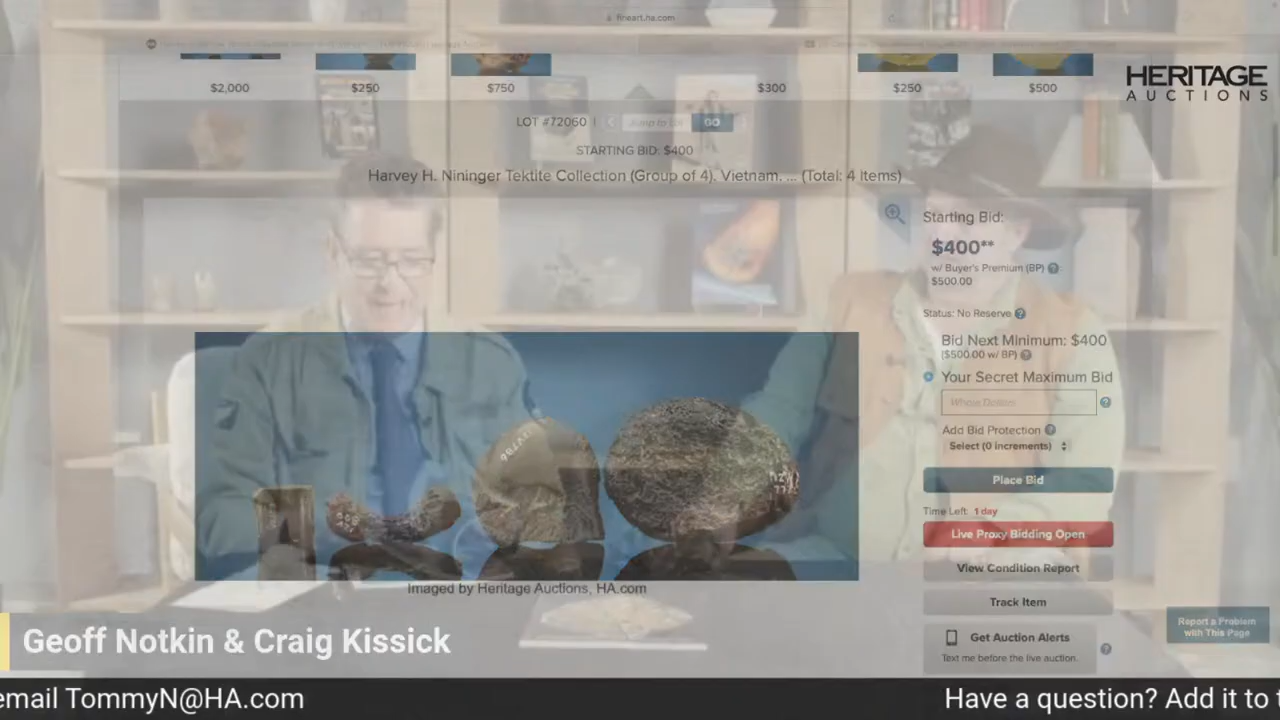 fineart.ha.com
HERITAGE
AUCTIONS
$2,000
$250
$750
$300
$250
$500
LOT #72060 |
Jump to Lot
GO
STARTING BID: $400
Harvey H. Nininger Tektite Collection (Group of 4). Vietnam. ... (Total: 4 Items)
Starting Bid:
$400**
w/ Buyer's Premium (BP)
$500.00
Status: No Reserve
Bid Next Minimum: $400
($500.00 w/ BP)
Your Secret Maximum Bid
Whole Dollars
Add Bid Protection
Select (0 increments)
Place Bid
Time Left: 1 day
Live Proxy Bidding Open
View Condition Report
Imaged by Heritage Auctions, HA.com
Track Item
Get Auction Alerts
Text me before the live auction.
Report a Problem
with This Page
Geoff Notkin & Craig Kissick
email TommyN@HA.com
Have a question? Add it to t